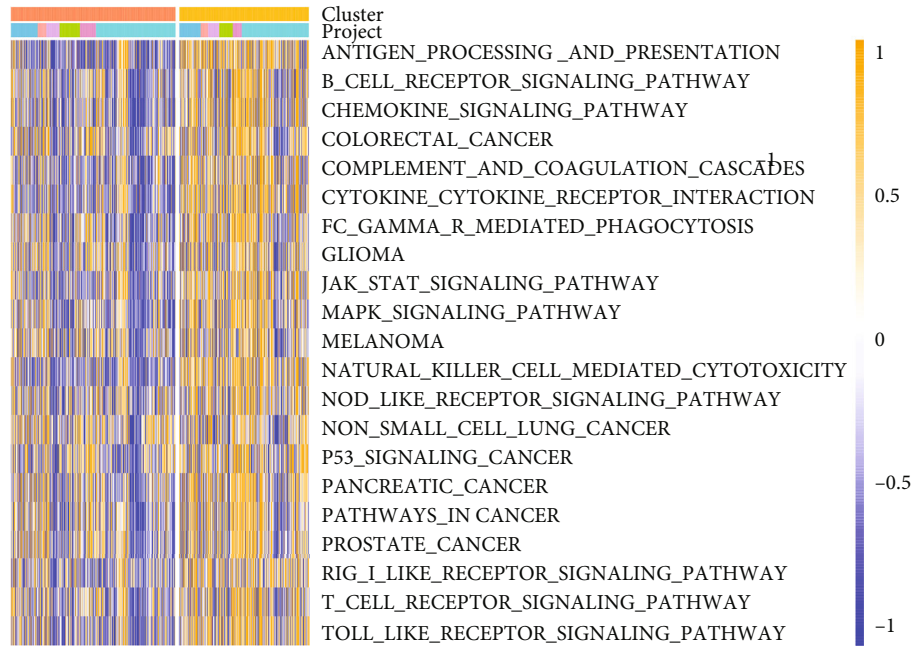 Cluster
Project
ANTIGEN_PROCESSING _AND_PRESENTATION
B_CELL_RECEPTOR_SIGNALING_PATHWAY
CHEMOKINE_SIGNALING_PATHWAY
COLORECTAL_CANCER
COMPLEMENT_AND_COAGULATION_CASCADES
–1
CYTOKINE_CYTOKINE_RECEPTOR_INTERACTION
FC_GAMMA_R_MEDIATED_PHAGOCYTOSIS
GLIOMA
JAK_STAT_SIGNALING_PATHWAY
MAPK_SIGNALING_PATHWAY
MELANOMA
NATURAL_KILLER_CELL_MEDIATED_CYTOTOXICITY
NOD_LIKE_RECEPTOR_SIGNALING_PATHWAY
NON_SMALL_CELL_LUNG_CANCER
P53_SIGNALING_CANCER
PANCREATIC_CANCER
PATHWAYS_IN CANCER
PROSTATE_CANCER
RIG_I_LIKE_RECEPTOR_SIGNALING_PATHWAY
T_CELL_RECEPTOR_SIGNALING_PATHWAY
TOLL_LIKE_RECEPTOR_SIGNALING_PATHWAY
1
0.5
0
–0.5
–1